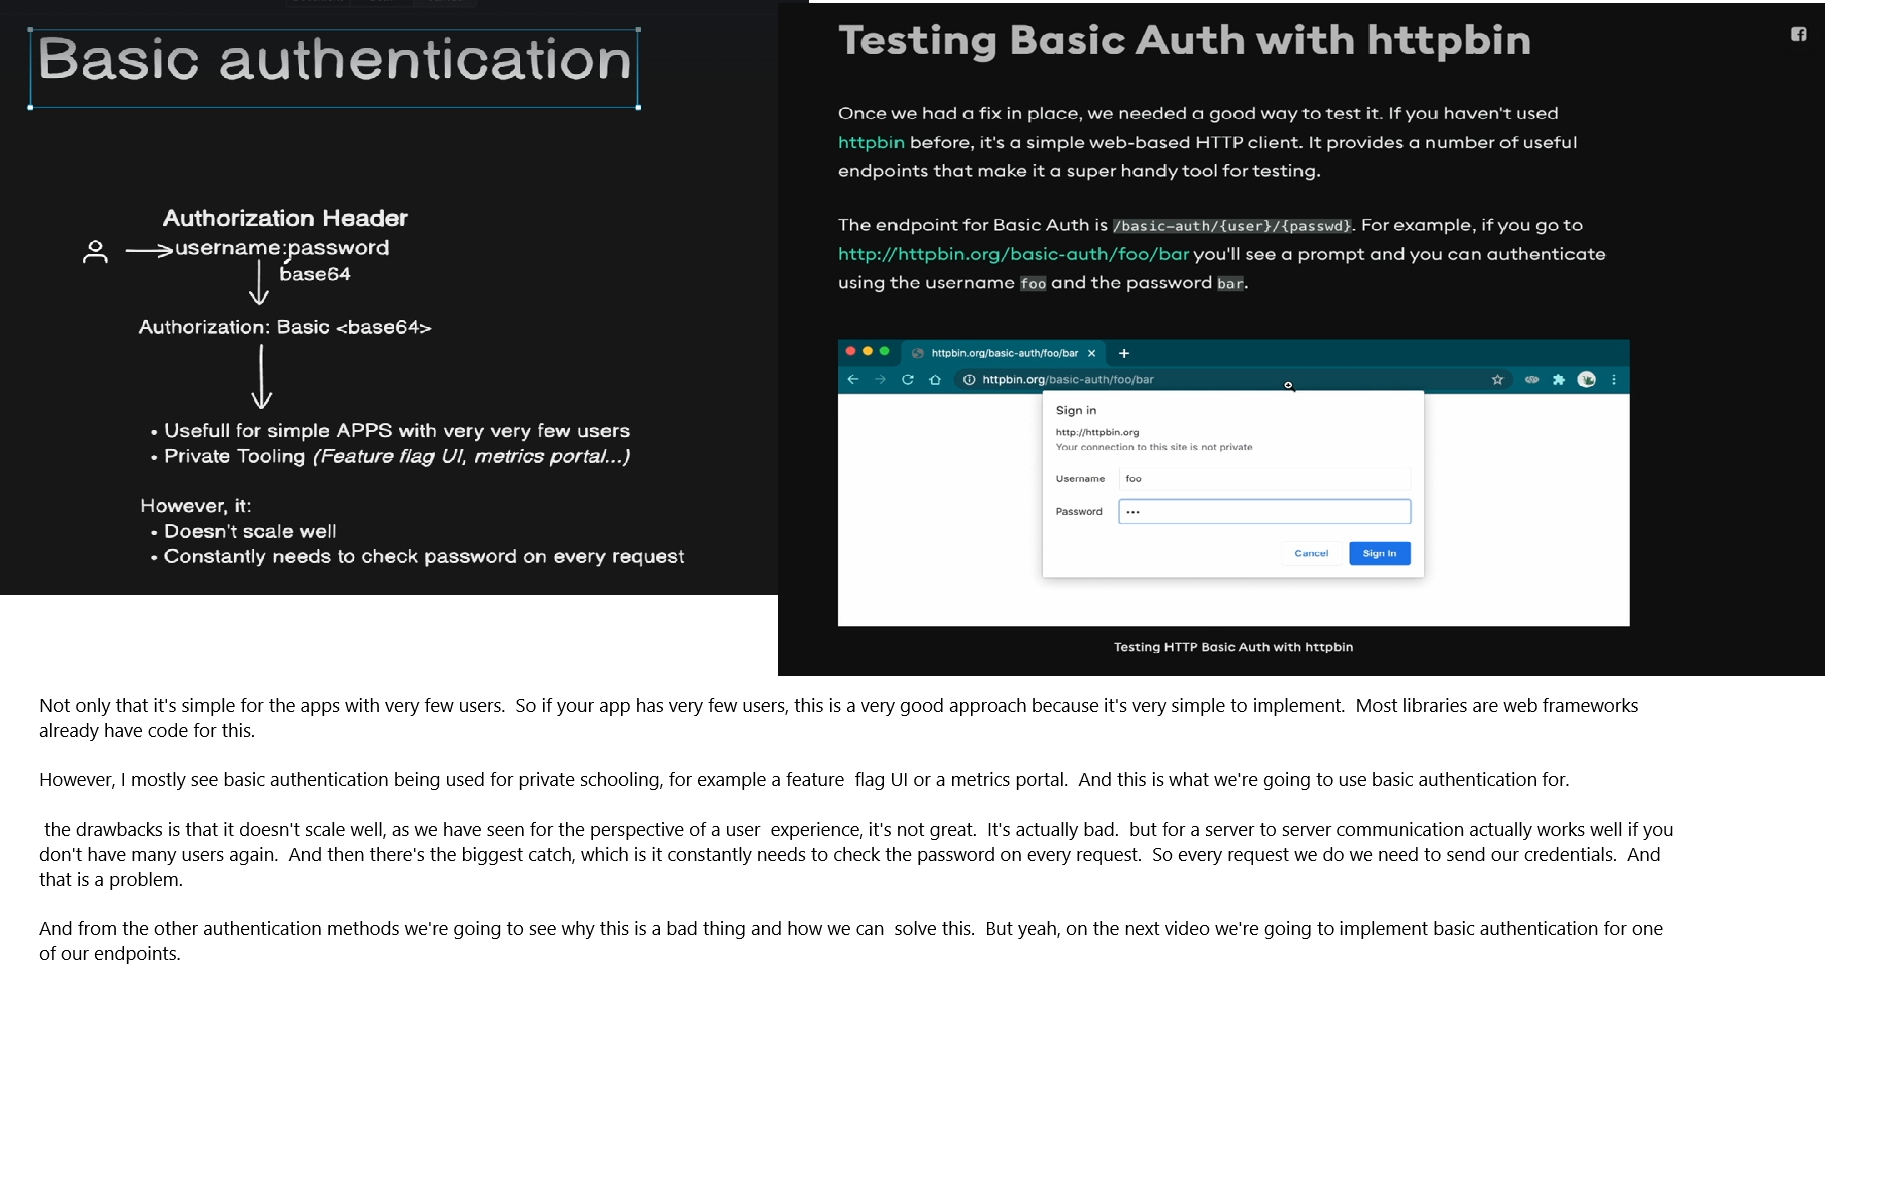 Basic authentication
Authorization Header
username:password
base64
Authorization: Basic <base64>
• Usefull for simple APPS with very very few users
• Private Tooling (Feature flag UI, metrics portal...)
However, it:
• Doesn't scale well
• Constantly needs to check password on every request
Testing Basic Auth with httpbin
Once we had a fix in place, we needed a good way to test it. If you haven't used
httpbin before, it's a simple web-based HTTP client. It provides a number of useful
endpoints that make it a super handy tool for testing.
The endpoint for Basic Auth is /basic-auth/{user}/{passwd}. For example, if you go to
http://httpbin.org/basic-auth/foo/bar you'll see a prompt and you can authenticate
using the username foo and the password bar.
httpbin.org/basic-auth/foo/bar
httpbin.org/basic-auth/foo/bar
Sign in
http://httpbin.org
Your connection to this site is not private
Username foo
Password •••
Cancel Sign In
Testing HTTP Basic Auth with httpbin
Not only that it's simple for the apps with very few users.  So if your app has very few users, this is a very good approach because it's very simple to implement.  Most libraries are web frameworks
already have code for this.
However, I mostly see basic authentication being used for private schooling, for example a feature  flag UI or a metrics portal.  And this is what we're going to use basic authentication for.
the drawbacks is that it doesn't scale well, as we have seen for the perspective of a user  experience, it's not great.  It's actually bad.  but for a server to server communication actually works well if you
don't have many users again.  And then there's the biggest catch, which is it constantly needs to check the password on every request.  So every request we do we need to send our credentials.  And
that is a problem.
And from the other authentication methods we're going to see why this is a bad thing and how we can  solve this.  But yeah, on the next video we're going to implement basic authentication for one
of our endpoints.